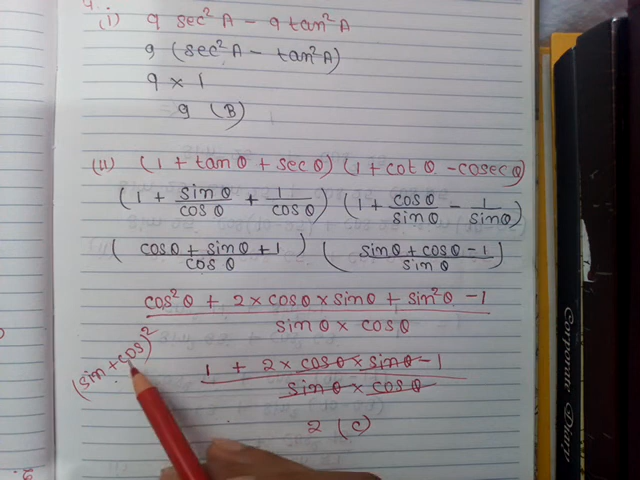 (i) 9 sec²A - 9 tan²A
9 (sec²A - tan²A)
9 × 1
9 (B)
(ii) (1 + tan θ + sec θ) (1 + cot θ - cosec θ)
(1 + sin θ/cos θ + 1/cos θ) (1 + cos θ/sin θ - 1/sin θ)
(cos θ + sin θ + 1/cos θ) (sin θ + cos θ - 1/sin θ)
cos²θ + 2 × cos θ × sin θ + sin²θ - 1
sin θ × cos θ
(sin + cos)²
1 + 2 × cos θ × sin θ - 1
sin θ × cos θ
2 (C)
Corporate Diary